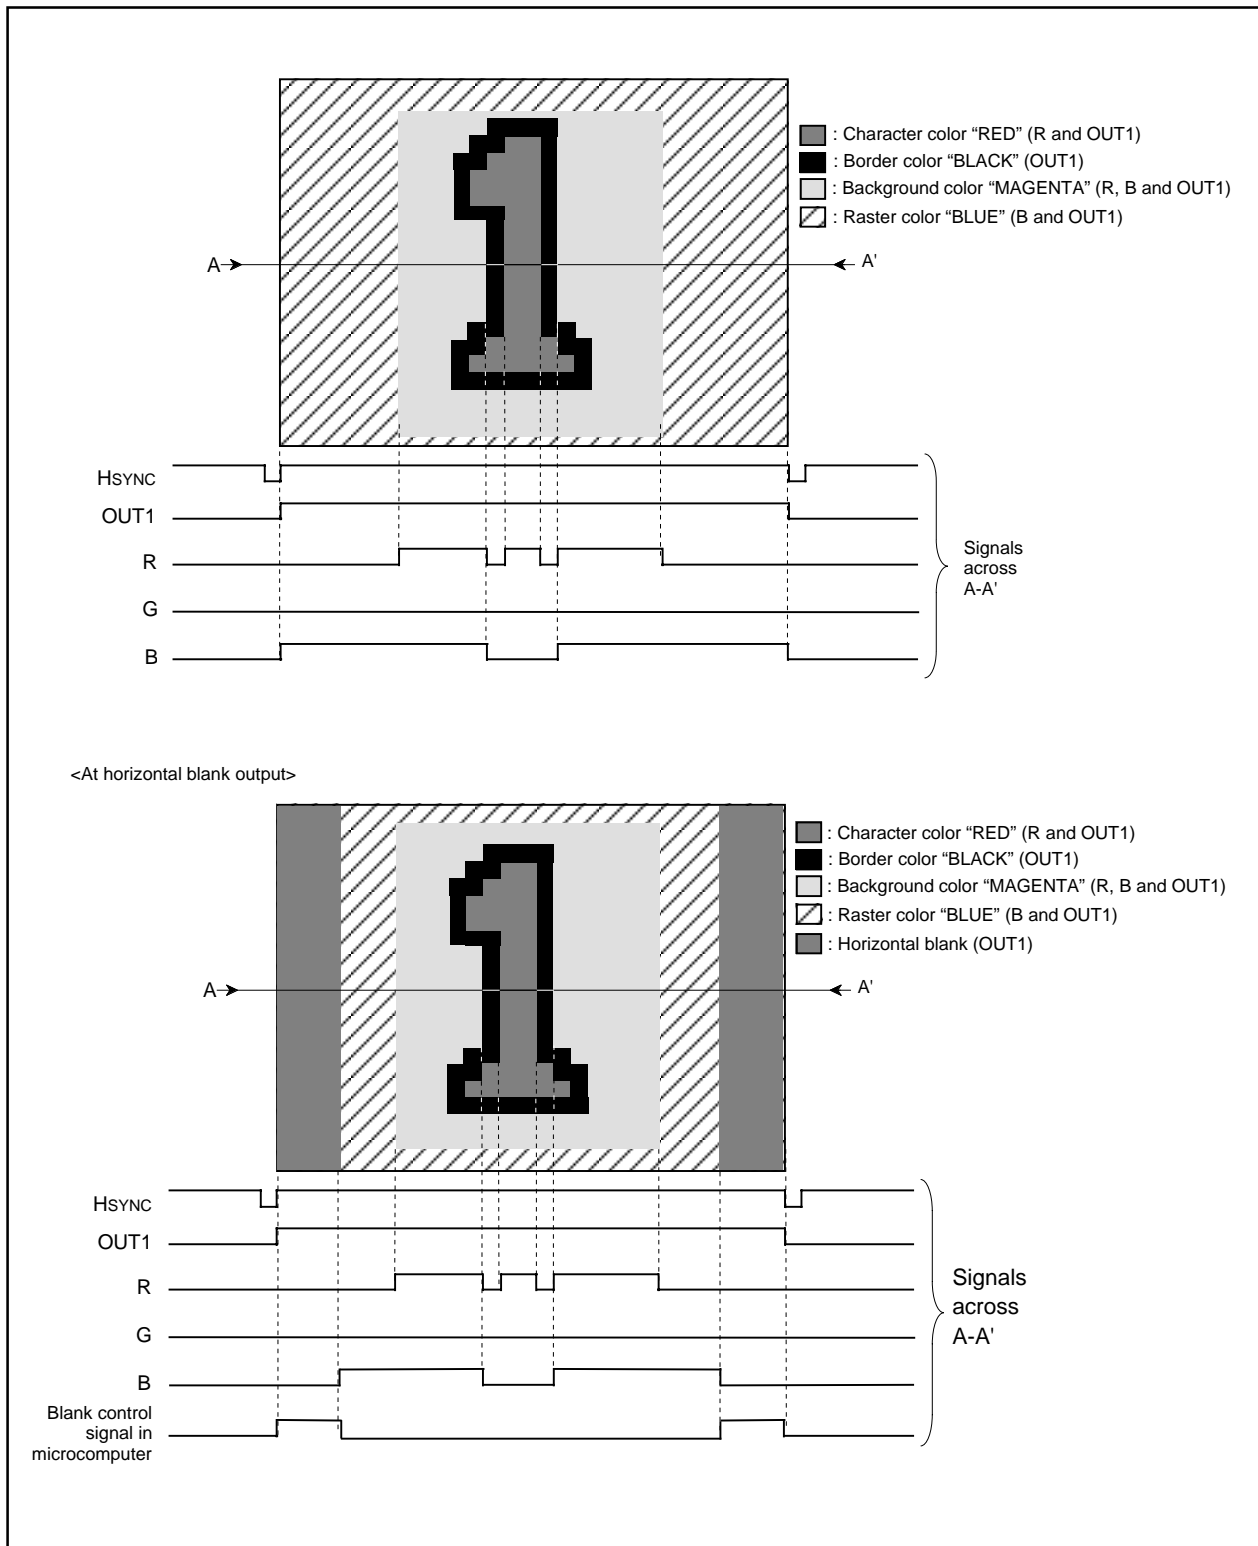 : Character color “RED” (R and OUT1)
: Border color “BLACK” (OUT1)
: Background color “MAGENTA” (R, B and OUT1)
: Raster color “BLUE” (B and OUT1)
A
A'
HSYNC
OUT1
R
G
B
Signals
across
A-A'
<At horizontal blank output>
: Character color “RED” (R and OUT1)
: Border color “BLACK” (OUT1)
: Background color “MAGENTA” (R, B and OUT1)
: Raster color “BLUE” (B and OUT1)
: Horizontal blank (OUT1)
A
A'
HSYNC
OUT1
R
G
B
Blank control
signal in
microcomputer
Signals
across
A-A'